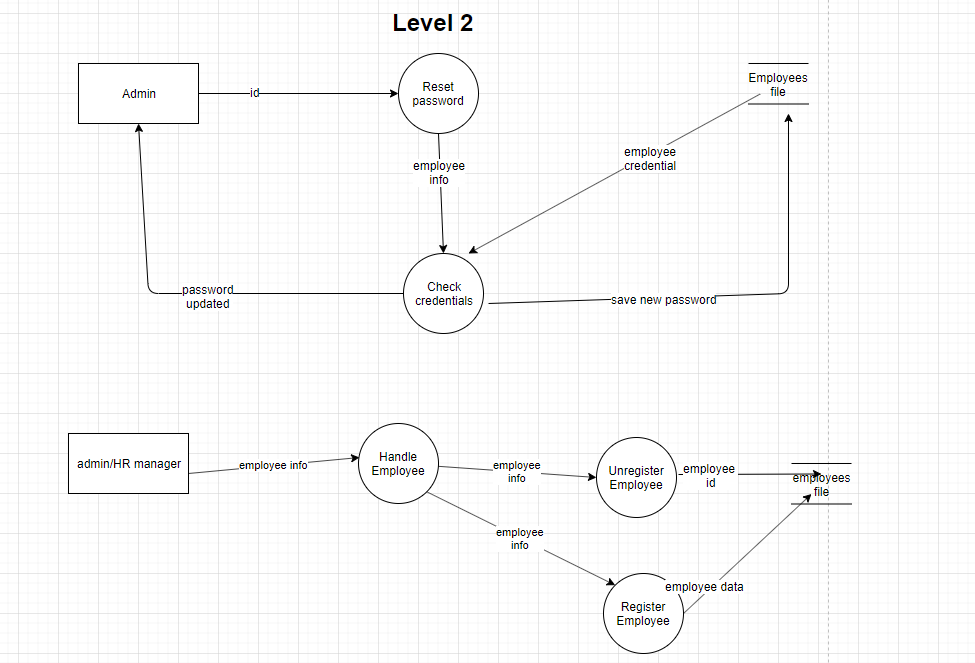 Level 2
Admin
id
Reset
password
Employees
file
employee
info
employee
credential
Check
credentials
password
updated
save new password
admin/HR manager
employee info
Handle
Employee
employee
info
Unregister
Employee
employee
id
employees
file
employee
info
employee data
Register
Employee